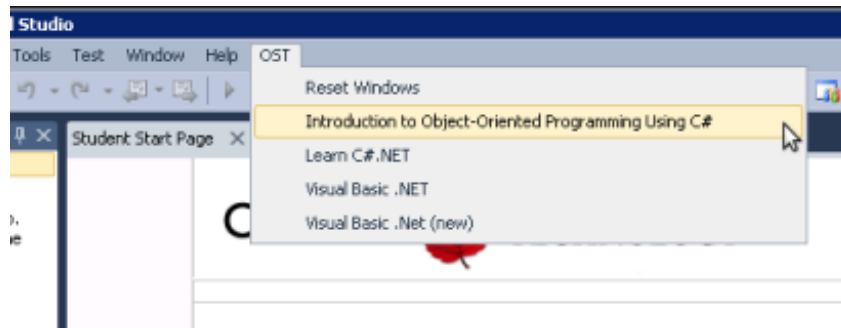 Studio
Tools Test Window Help OST
Reset Windows
Introduction to Object-Oriented Programming Using C#
Student Start Page
Learn C#.NET
Visual Basic .NET
Visual Basic .Net (new)